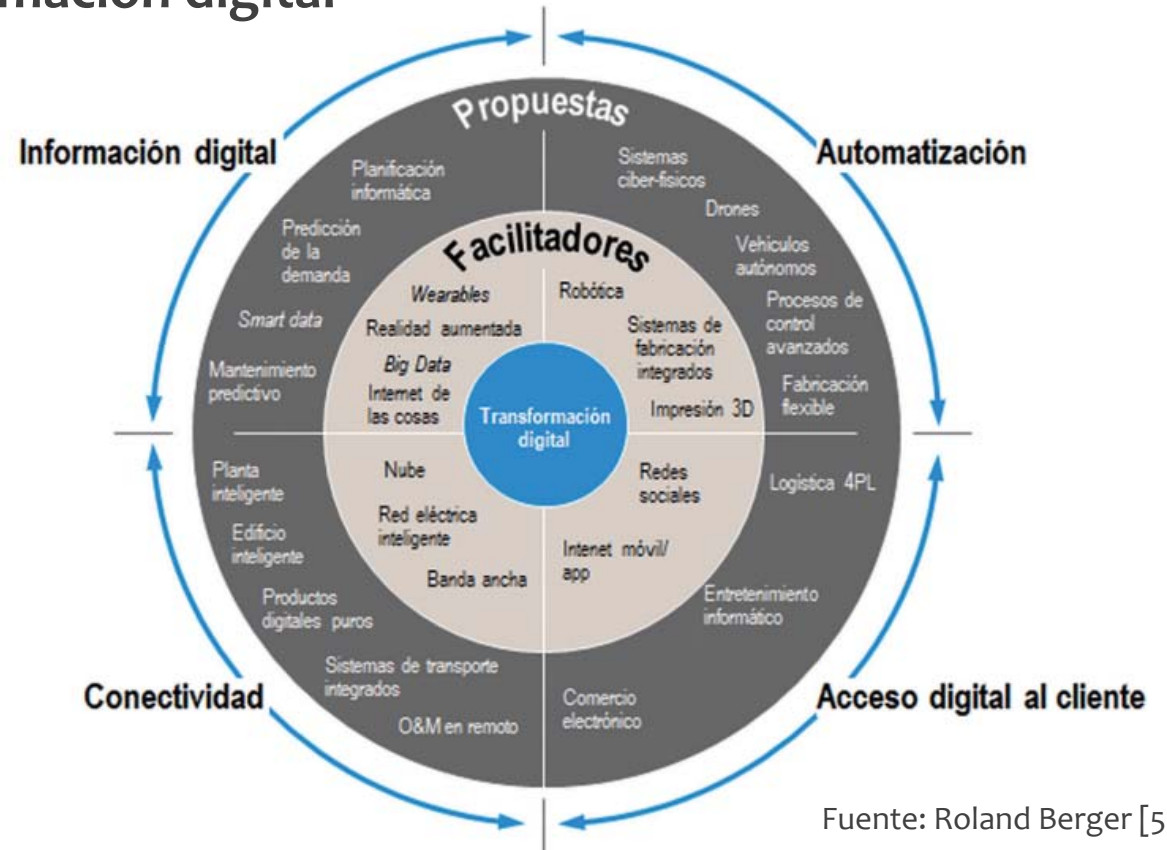 mación digital
Propuestas
Información digital
Automatización
Planificación
informática
Sistemas
ciber-físicos
Drones
Predicción
de la
demanda
Vehículos
autónomos
Smart data
Procesos de
control
avanzados
Mantenimiento
predictivo
Fabricación
flexible
Facilitadores
Wearables
Realidad aumentada
Big Data
Internet de
las cosas
Robótica
Sistemas de
fabricación
integrados
Impresión 3D
Transformación
digital
Nube
Red eléctrica
inteligente
Banda ancha
Redes
sociales
Intenet móvil/
app
Planta
inteligente
Edificio
inteligente
Productos
digitales puros
Sistemas de transporte
integrados
O&M en remoto
Logística 4PL
Entretenimiento
informático
Comercio
electrónico
Conectividad
Acceso digital al cliente
Fuente: Roland Berger [5